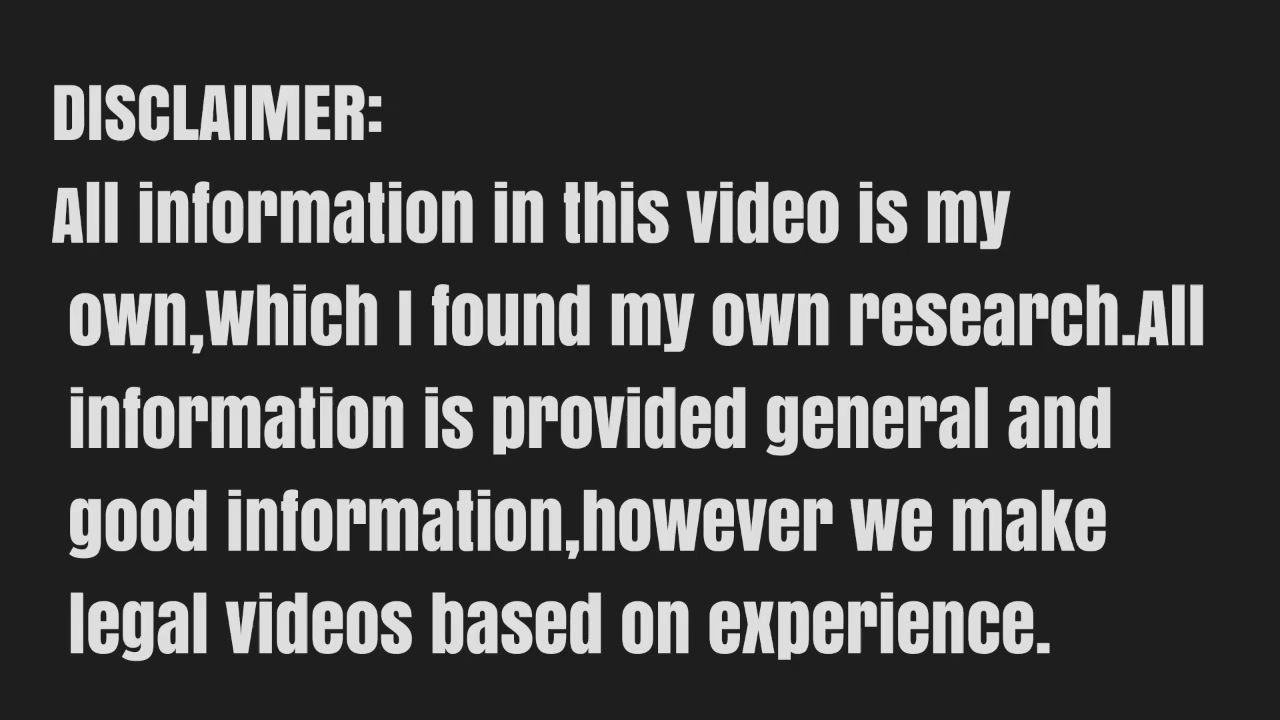 DISCLAIMER:
All information in this video is my
own,Which I found my own research.All
information is provided general and
good information,however we make
legal videos based on experience.